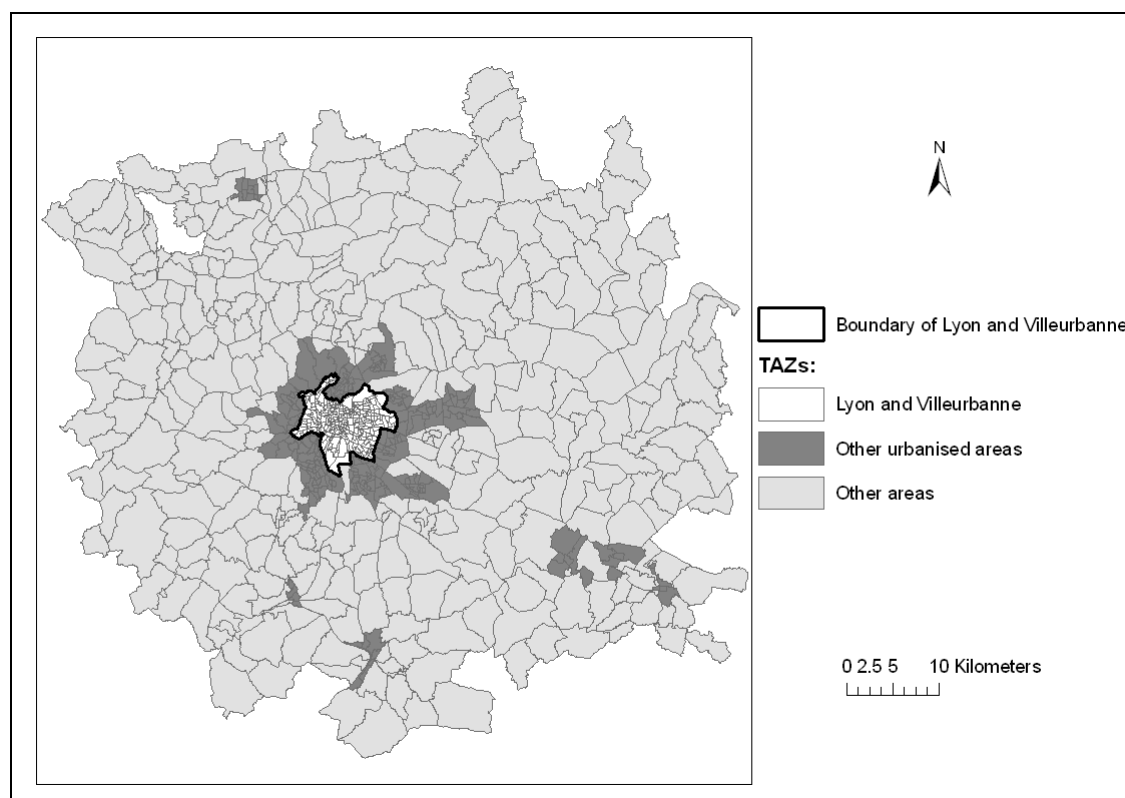 N
Boundary of Lyon and Villeurbanne
TAZs:
Lyon and Villeurbanne
Other urbanised areas
Other areas
0 2.5 5 10 Kilometers